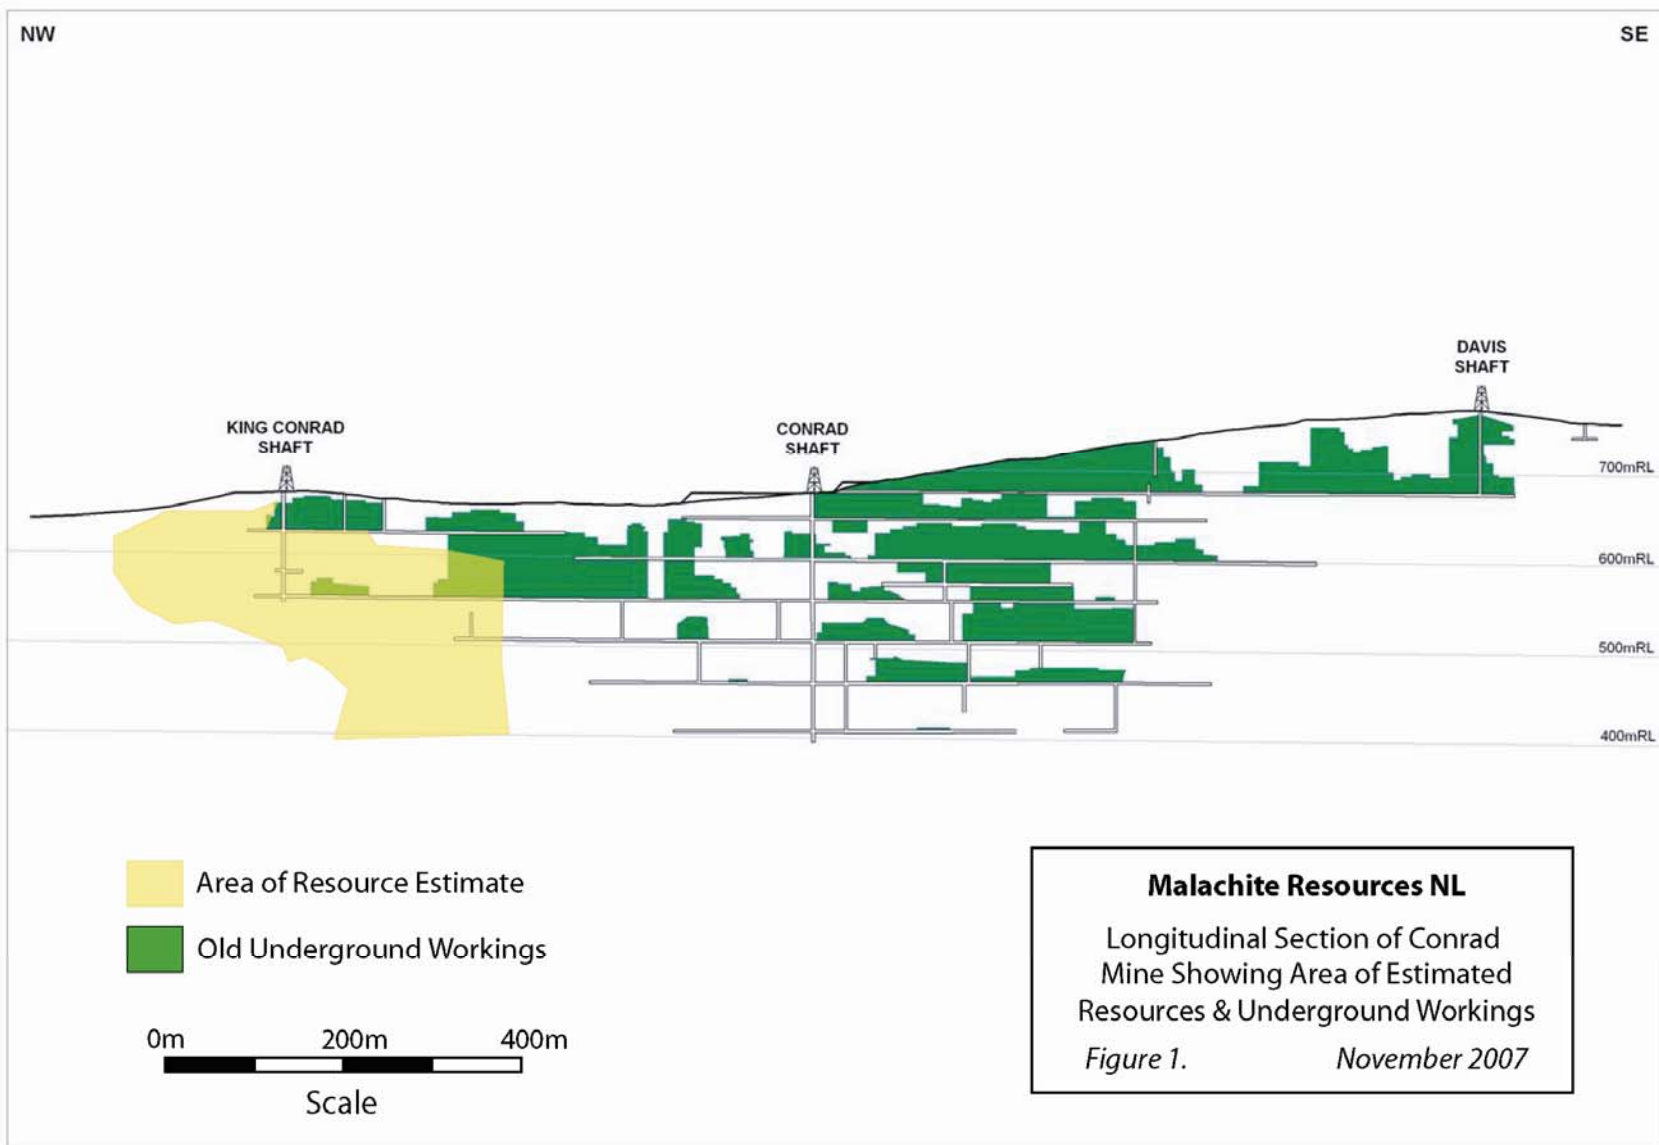 NW
SE
DAVIS
SHAFT
KING CONRAD
SHAFT
CONRAD
SHAFT
700mRL
600mRL
500mRL
400mRL
Area of Resource Estimate
Old Underground Workings
0m 200m 400m
Scale
Malachite Resources NL
Longitudinal Section of Conrad
Mine Showing Area of Estimated
Resources & Underground Workings
Figure 1. November 2007